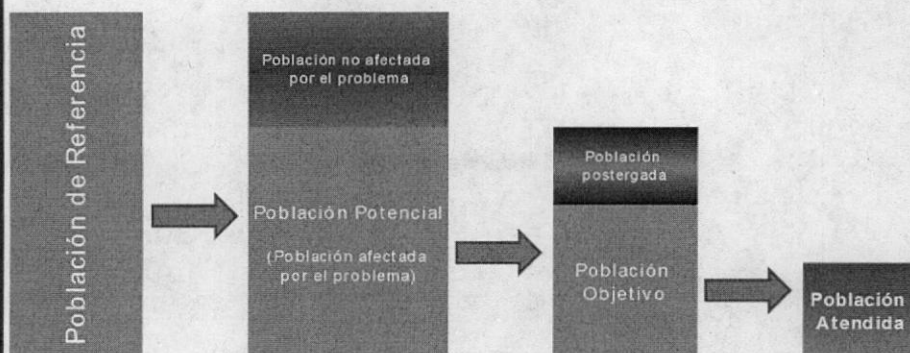 Población de Referencia
Población no afectada
por el problema
Población Potencial
(Población afectada
por el problema)
Población
postergada
Población
Objetivo
Población
Atendida